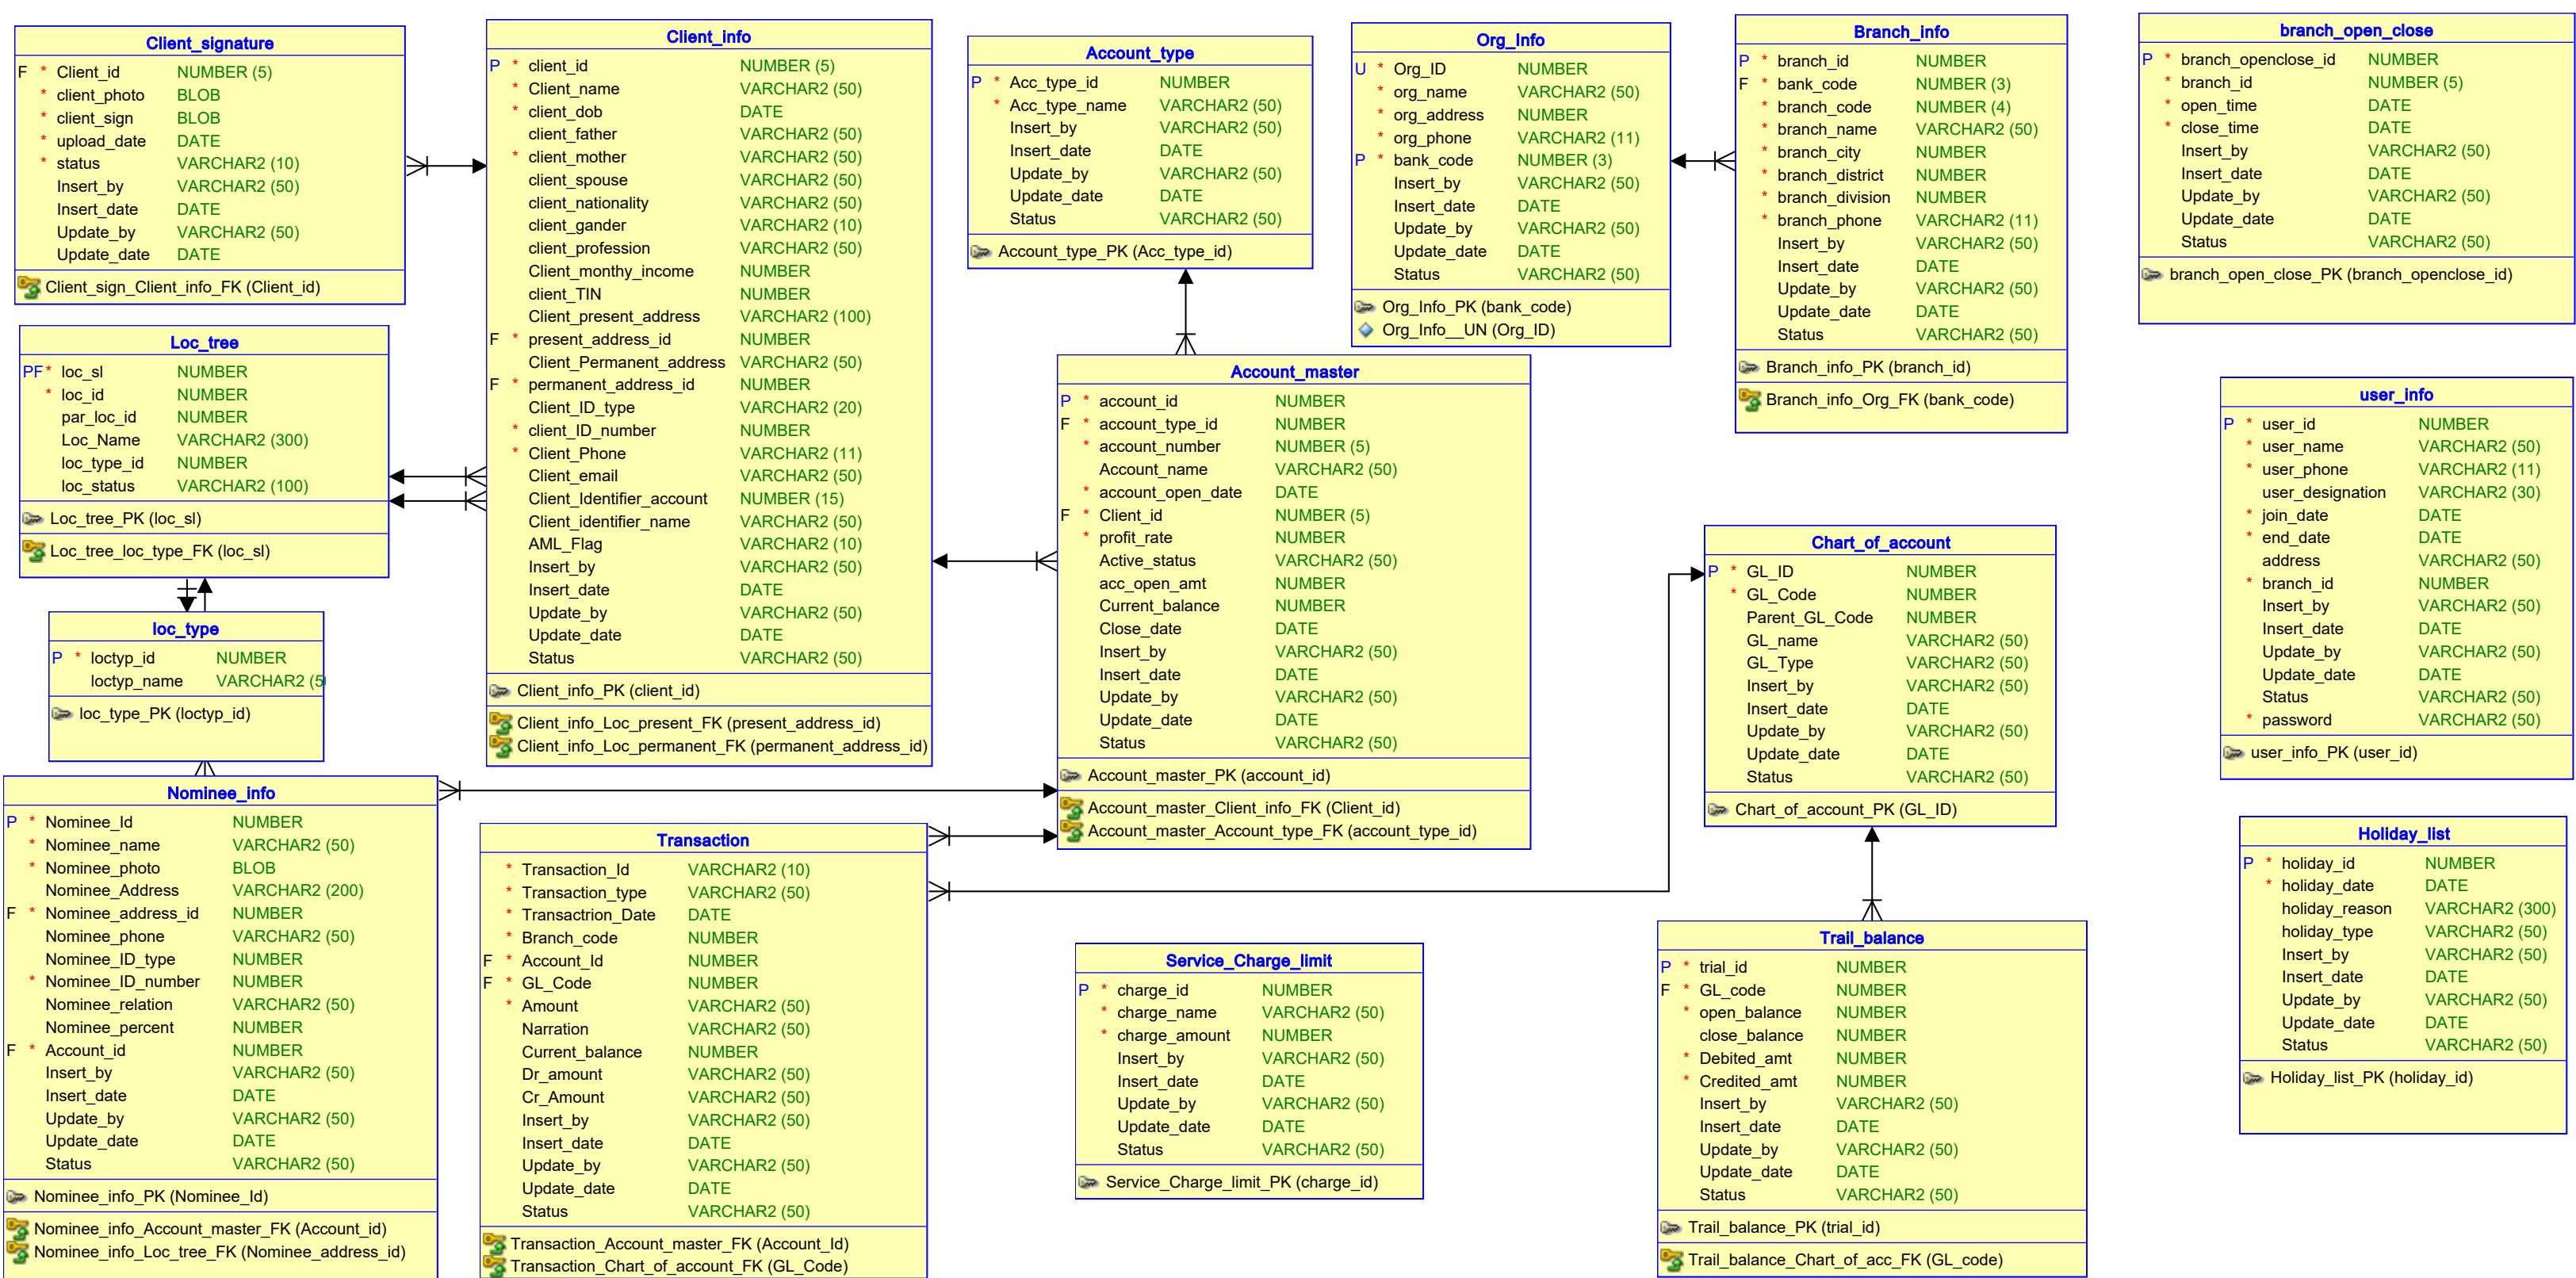 Client_signature
F * Client_id NUMBER (5)
* client_photo BLOB
* client_sign BLOB
* upload_date DATE
* status VARCHAR2 (10)
Insert_by VARCHAR2 (50)
Insert_date DATE
Update_by VARCHAR2 (50)
Update_date DATE
Client_sign_Client_info_FK (Client_id)
Loc_tree
PF* loc_sl NUMBER
* loc_id NUMBER
par_loc_id NUMBER
Loc_Name VARCHAR2 (300)
loc_type_id NUMBER
loc_status VARCHAR2 (100)
Loc_tree_PK (loc_sl)
Loc_tree_loc_type_FK (loc_sl)
loc_type
P * loctyp_id NUMBER
loctyp_name VARCHAR2 (5
loc_type_PK (loctyp_id)
Nominee_info
P * Nominee_Id NUMBER
* Nominee_name VARCHAR2 (50)
* Nominee_photo BLOB
Nominee_Address VARCHAR2 (200)
F * Nominee_address_id NUMBER
Nominee_phone VARCHAR2 (50)
Nominee_ID_type NUMBER
* Nominee_ID_number NUMBER
Nominee_relation VARCHAR2 (50)
Nominee_percent NUMBER
F * Account_id NUMBER
Insert_by VARCHAR2 (50)
Insert_date DATE
Update_by VARCHAR2 (50)
Update_date DATE
Status VARCHAR2 (50)
Nominee_info_PK (Nominee_Id)
Nominee_info_Account_master_FK (Account_id)
Nominee_info_Loc_tree_FK (Nominee_address_id)
Client_info
P * client_id NUMBER (5)
* Client_name VARCHAR2 (50)
* client_dob DATE
client_father VARCHAR2 (50)
* client_mother VARCHAR2 (50)
client_spouse VARCHAR2 (50)
client_nationality VARCHAR2 (50)
client_gander VARCHAR2 (10)
client_profession VARCHAR2 (50)
Client_monthy_income NUMBER
client_TIN NUMBER
Client_present_address VARCHAR2 (100)
F * present_address_id NUMBER
Client_Permanent_address VARCHAR2 (50)
F * permanent_address_id NUMBER
Client_ID_type VARCHAR2 (20)
* client_ID_number NUMBER
* Client_Phone VARCHAR2 (11)
Client_email VARCHAR2 (50)
Client_Identifier_account NUMBER (15)
Client_identifier_name VARCHAR2 (50)
AML_Flag VARCHAR2 (10)
Insert_by VARCHAR2 (50)
Insert_date DATE
Update_by VARCHAR2 (50)
Update_date DATE
Status VARCHAR2 (50)
Client_info_PK (client_id)
Client_info_Loc_present_FK (present_address_id)
Client_info_Loc_permanent_FK (permanent_address_id)
Transaction
* Transaction_Id VARCHAR2 (10)
* Transaction_type VARCHAR2 (50)
* Transactrion_Date DATE
* Branch_code NUMBER
F * Account_Id NUMBER
F * GL_Code NUMBER
* Amount VARCHAR2 (50)
Narration VARCHAR2 (50)
Current_balance NUMBER
Dr_amount VARCHAR2 (50)
Cr_Amount VARCHAR2 (50)
Insert_by VARCHAR2 (50)
Insert_date DATE
Update_by VARCHAR2 (50)
Update_date DATE
Status VARCHAR2 (50)
Transaction_Account_master_FK (Account_Id)
Transaction_Chart_of_account_FK (GL_Code)
Account_type
P * Acc_type_id NUMBER
* Acc_type_name VARCHAR2 (50)
Insert_by VARCHAR2 (50)
Insert_date DATE
Update_by VARCHAR2 (50)
Update_date DATE
Status VARCHAR2 (50)
Account_type_PK (Acc_type_id)
Account_master
P * account_id NUMBER
F * account_type_id NUMBER
* account_number NUMBER (5)
Account_name VARCHAR2 (50)
* account_open_date DATE
F * Client_id NUMBER (5)
* profit_rate NUMBER
Active_status VARCHAR2 (50)
acc_open_amt NUMBER
Current_balance NUMBER
Close_date DATE
Insert_by VARCHAR2 (50)
Insert_date DATE
Update_by VARCHAR2 (50)
Update_date DATE
Status VARCHAR2 (50)
Account_master_PK (account_id)
Account_master_Client_info_FK (Client_id)
Account_master_Account_type_FK (account_type_id)
Service_Charge_limit
P * charge_id NUMBER
* charge_name VARCHAR2 (50)
* charge_amount NUMBER
Insert_by VARCHAR2 (50)
Insert_date DATE
Update_by VARCHAR2 (50)
Update_date DATE
Status VARCHAR2 (50)
Service_Charge_limit_PK (charge_id)
Org_Info
U * Org_ID NUMBER
* org_name VARCHAR2 (50)
* org_address NUMBER
* org_phone VARCHAR2 (11)
P * bank_code NUMBER (3)
Insert_by VARCHAR2 (50)
Insert_date DATE
Update_by VARCHAR2 (50)
Update_date DATE
Status VARCHAR2 (50)
Org_Info_PK (bank_code)
Org_Info__UN (Org_ID)
Branch_info
P * branch_id NUMBER
F * bank_code NUMBER (3)
* branch_code NUMBER (4)
* branch_name VARCHAR2 (50)
* branch_city NUMBER
* branch_district NUMBER
* branch_division NUMBER
* branch_phone VARCHAR2 (11)
Insert_by VARCHAR2 (50)
Insert_date DATE
Update_by VARCHAR2 (50)
Update_date DATE
Status VARCHAR2 (50)
Branch_info_PK (branch_id)
Branch_info_Org_FK (bank_code)
Chart_of_account
P * GL_ID NUMBER
* GL_Code NUMBER
Parent_GL_Code NUMBER
GL_name VARCHAR2 (50)
GL_Type VARCHAR2 (50)
Insert_by VARCHAR2 (50)
Insert_date DATE
Update_by VARCHAR2 (50)
Update_date DATE
Status VARCHAR2 (50)
Chart_of_account_PK (GL_ID)
Trail_balance
P * trial_id NUMBER
F * GL_code NUMBER
* open_balance NUMBER
close_balance NUMBER
* Debited_amt NUMBER
* Credited_amt NUMBER
Insert_by VARCHAR2 (50)
Insert_date DATE
Update_by VARCHAR2 (50)
Update_date DATE
Status VARCHAR2 (50)
Trail_balance_PK (trial_id)
Trail_balance_Chart_of_acc_FK (GL_code)
branch_open_close
P * branch_openclose_id NUMBER
* branch_id NUMBER (5)
* open_time DATE
* close_time DATE
Insert_by VARCHAR2 (50)
Insert_date DATE
Update_by VARCHAR2 (50)
Update_date DATE
Status VARCHAR2 (50)
branch_open_close_PK (branch_openclose_id)
user_info
P * user_id NUMBER
* user_name VARCHAR2 (50)
* user_phone VARCHAR2 (11)
user_designation VARCHAR2 (30)
* join_date DATE
* end_date DATE
address VARCHAR2 (50)
* branch_id NUMBER
Insert_by VARCHAR2 (50)
Insert_date DATE
Update_by VARCHAR2 (50)
Update_date DATE
Status VARCHAR2 (50)
* password VARCHAR2 (50)
user_info_PK (user_id)
Holiday_list
P * holiday_id NUMBER
* holiday_date DATE
holiday_reason VARCHAR2 (300)
holiday_type VARCHAR2 (50)
Insert_by VARCHAR2 (50)
Insert_date DATE
Update_by VARCHAR2 (50)
Update_date DATE
Status VARCHAR2 (50)
Holiday_list_PK (holiday_id)